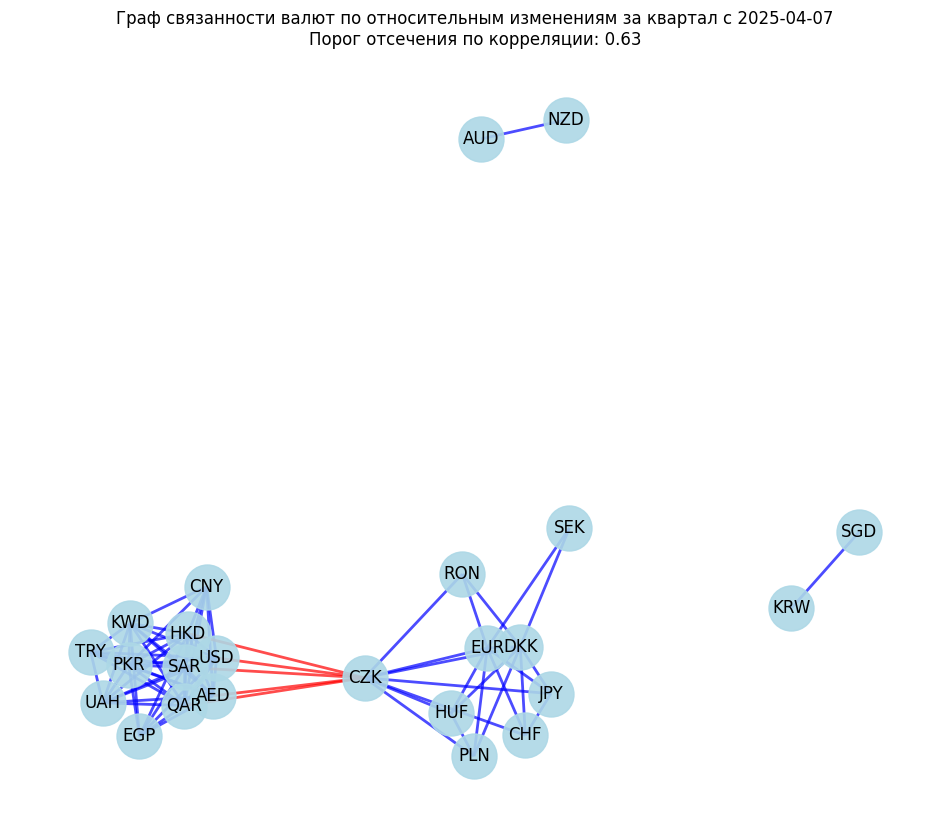 Граф связанности валют по относительным изменениям за квартал с 2025-04-07
Порог отсечения по корреляции: 0.63
NZD
AUD
SEK
SGD
RON
CNY
KRW
KWD
HKD
EUR
DKK
TRY
USD
PKR
SAR
CZK
JPY
AED
UAH
QAR
HUF
CHF
EGP
PLN